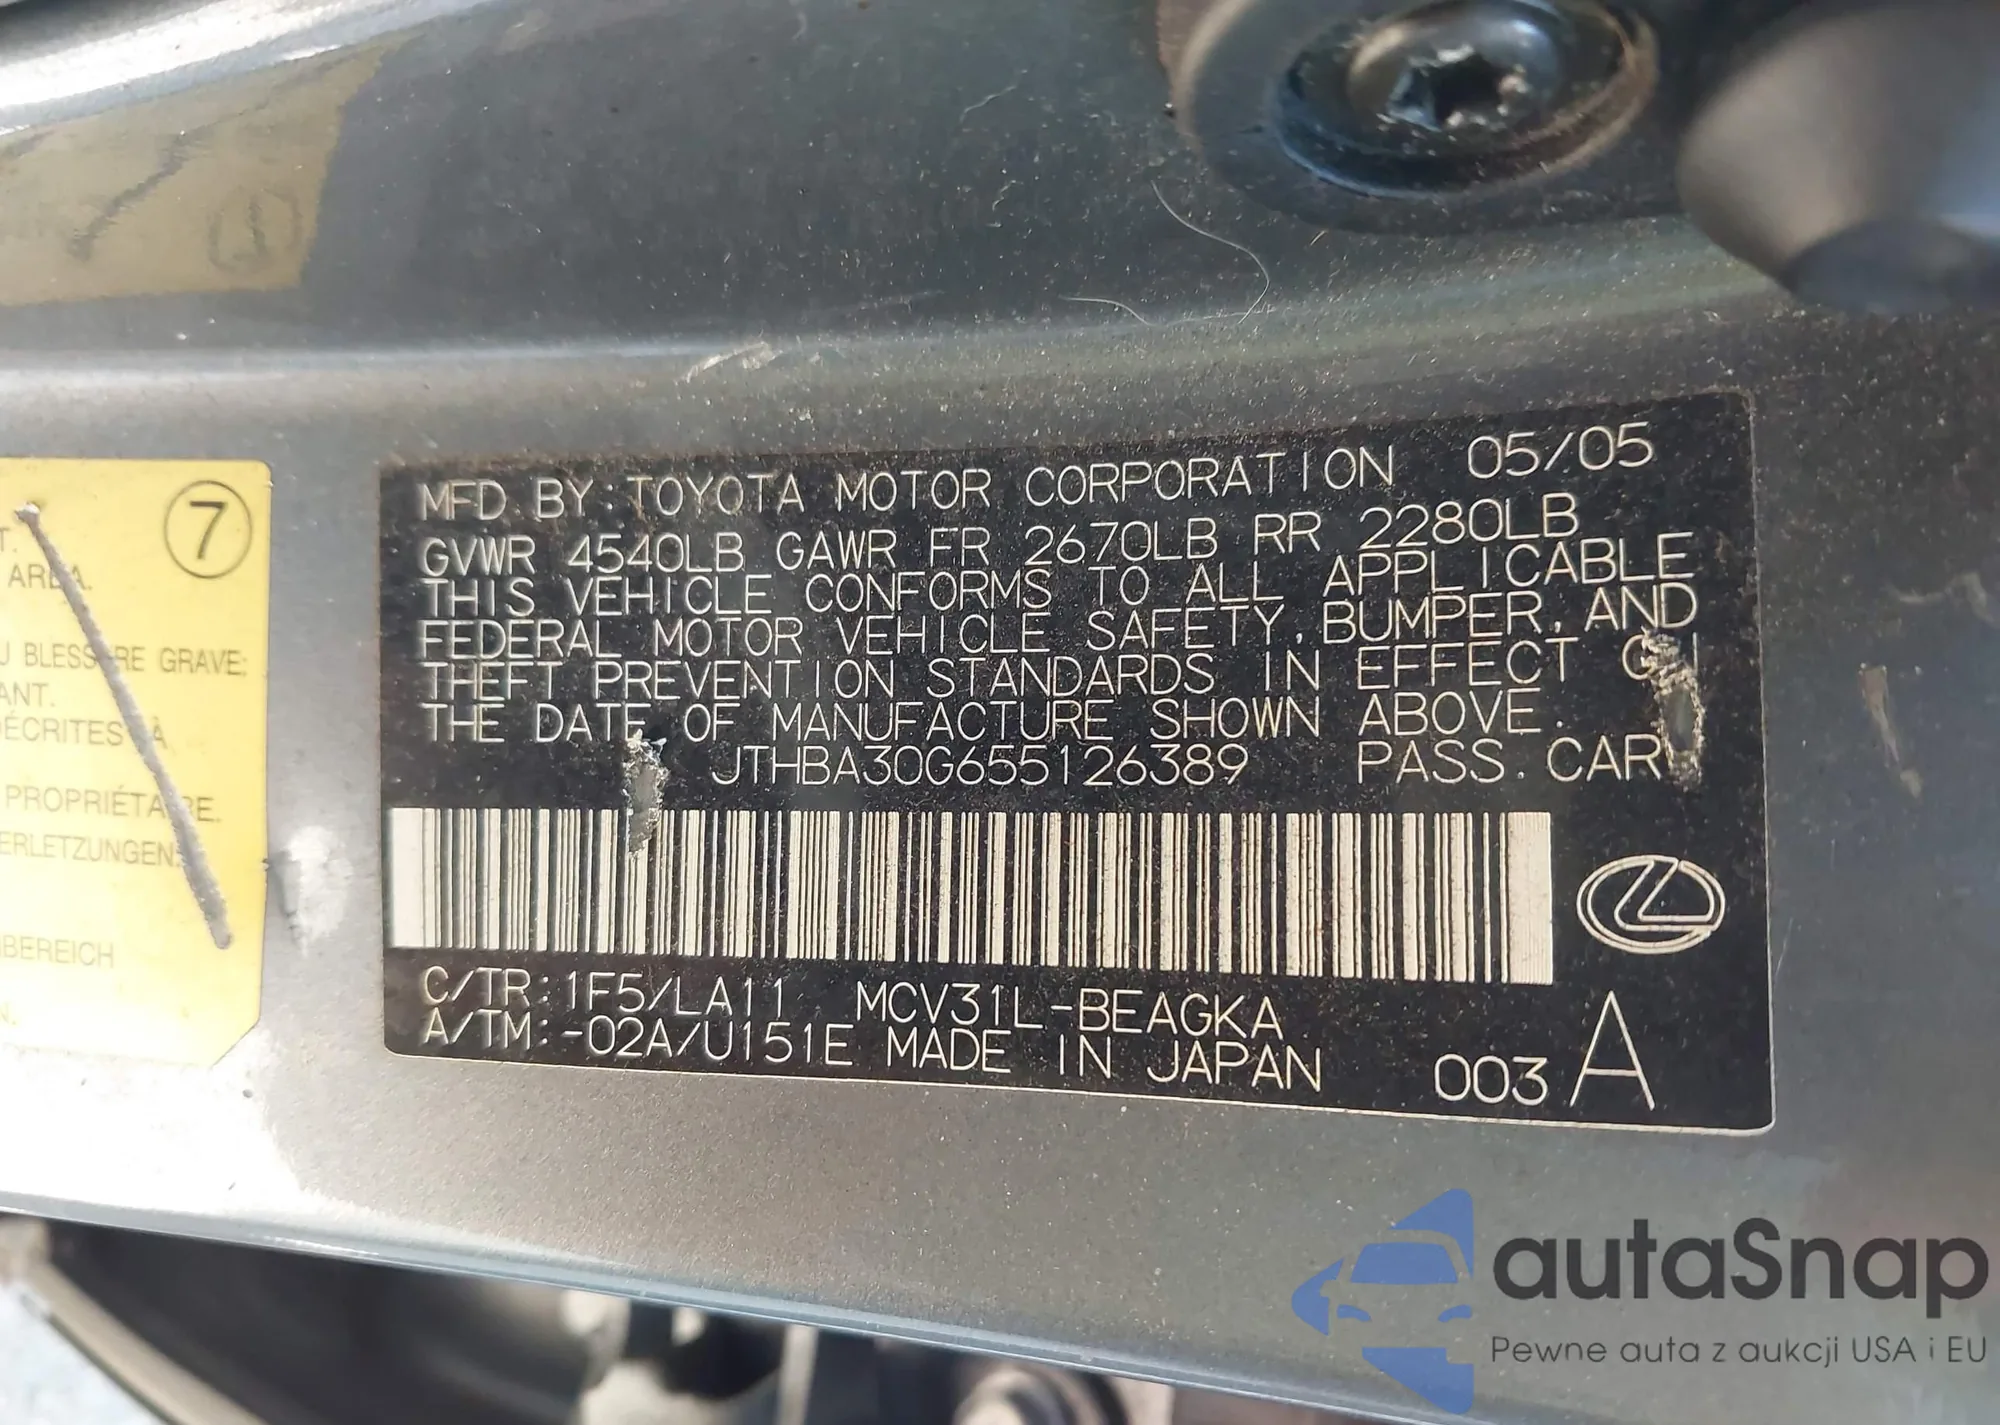 T.
7
AREA.
U BLESSURE GRAVE;
ANT.
DÉCRITES À
PROPRIÉTAIRE.
ERLETZUNGEN
BEREICH
N.
MFD. BY: TOYOTA MOTOR CORPORATION 05/05
GVWR 4540LB GAWR FR 2670LB RR 2280LB
THIS VEHICLE CONFORMS TO ALL APPLICABLE
FEDERAL MOTOR VEHICLE SAFETY, BUMPER, AND
THEFT PREVENTION STANDARDS IN EFFECT ON
THE DATE OF MANUFACTURE SHOWN ABOVE.
JTHBA30G655126389 PASS. CAR
C/TR: 1F5/LA11 MCV31L-BEAGKA
A/TM: -02A/U151E MADE IN JAPAN 003 A
autaSnap
Pewne auta z aukcji USA i EU